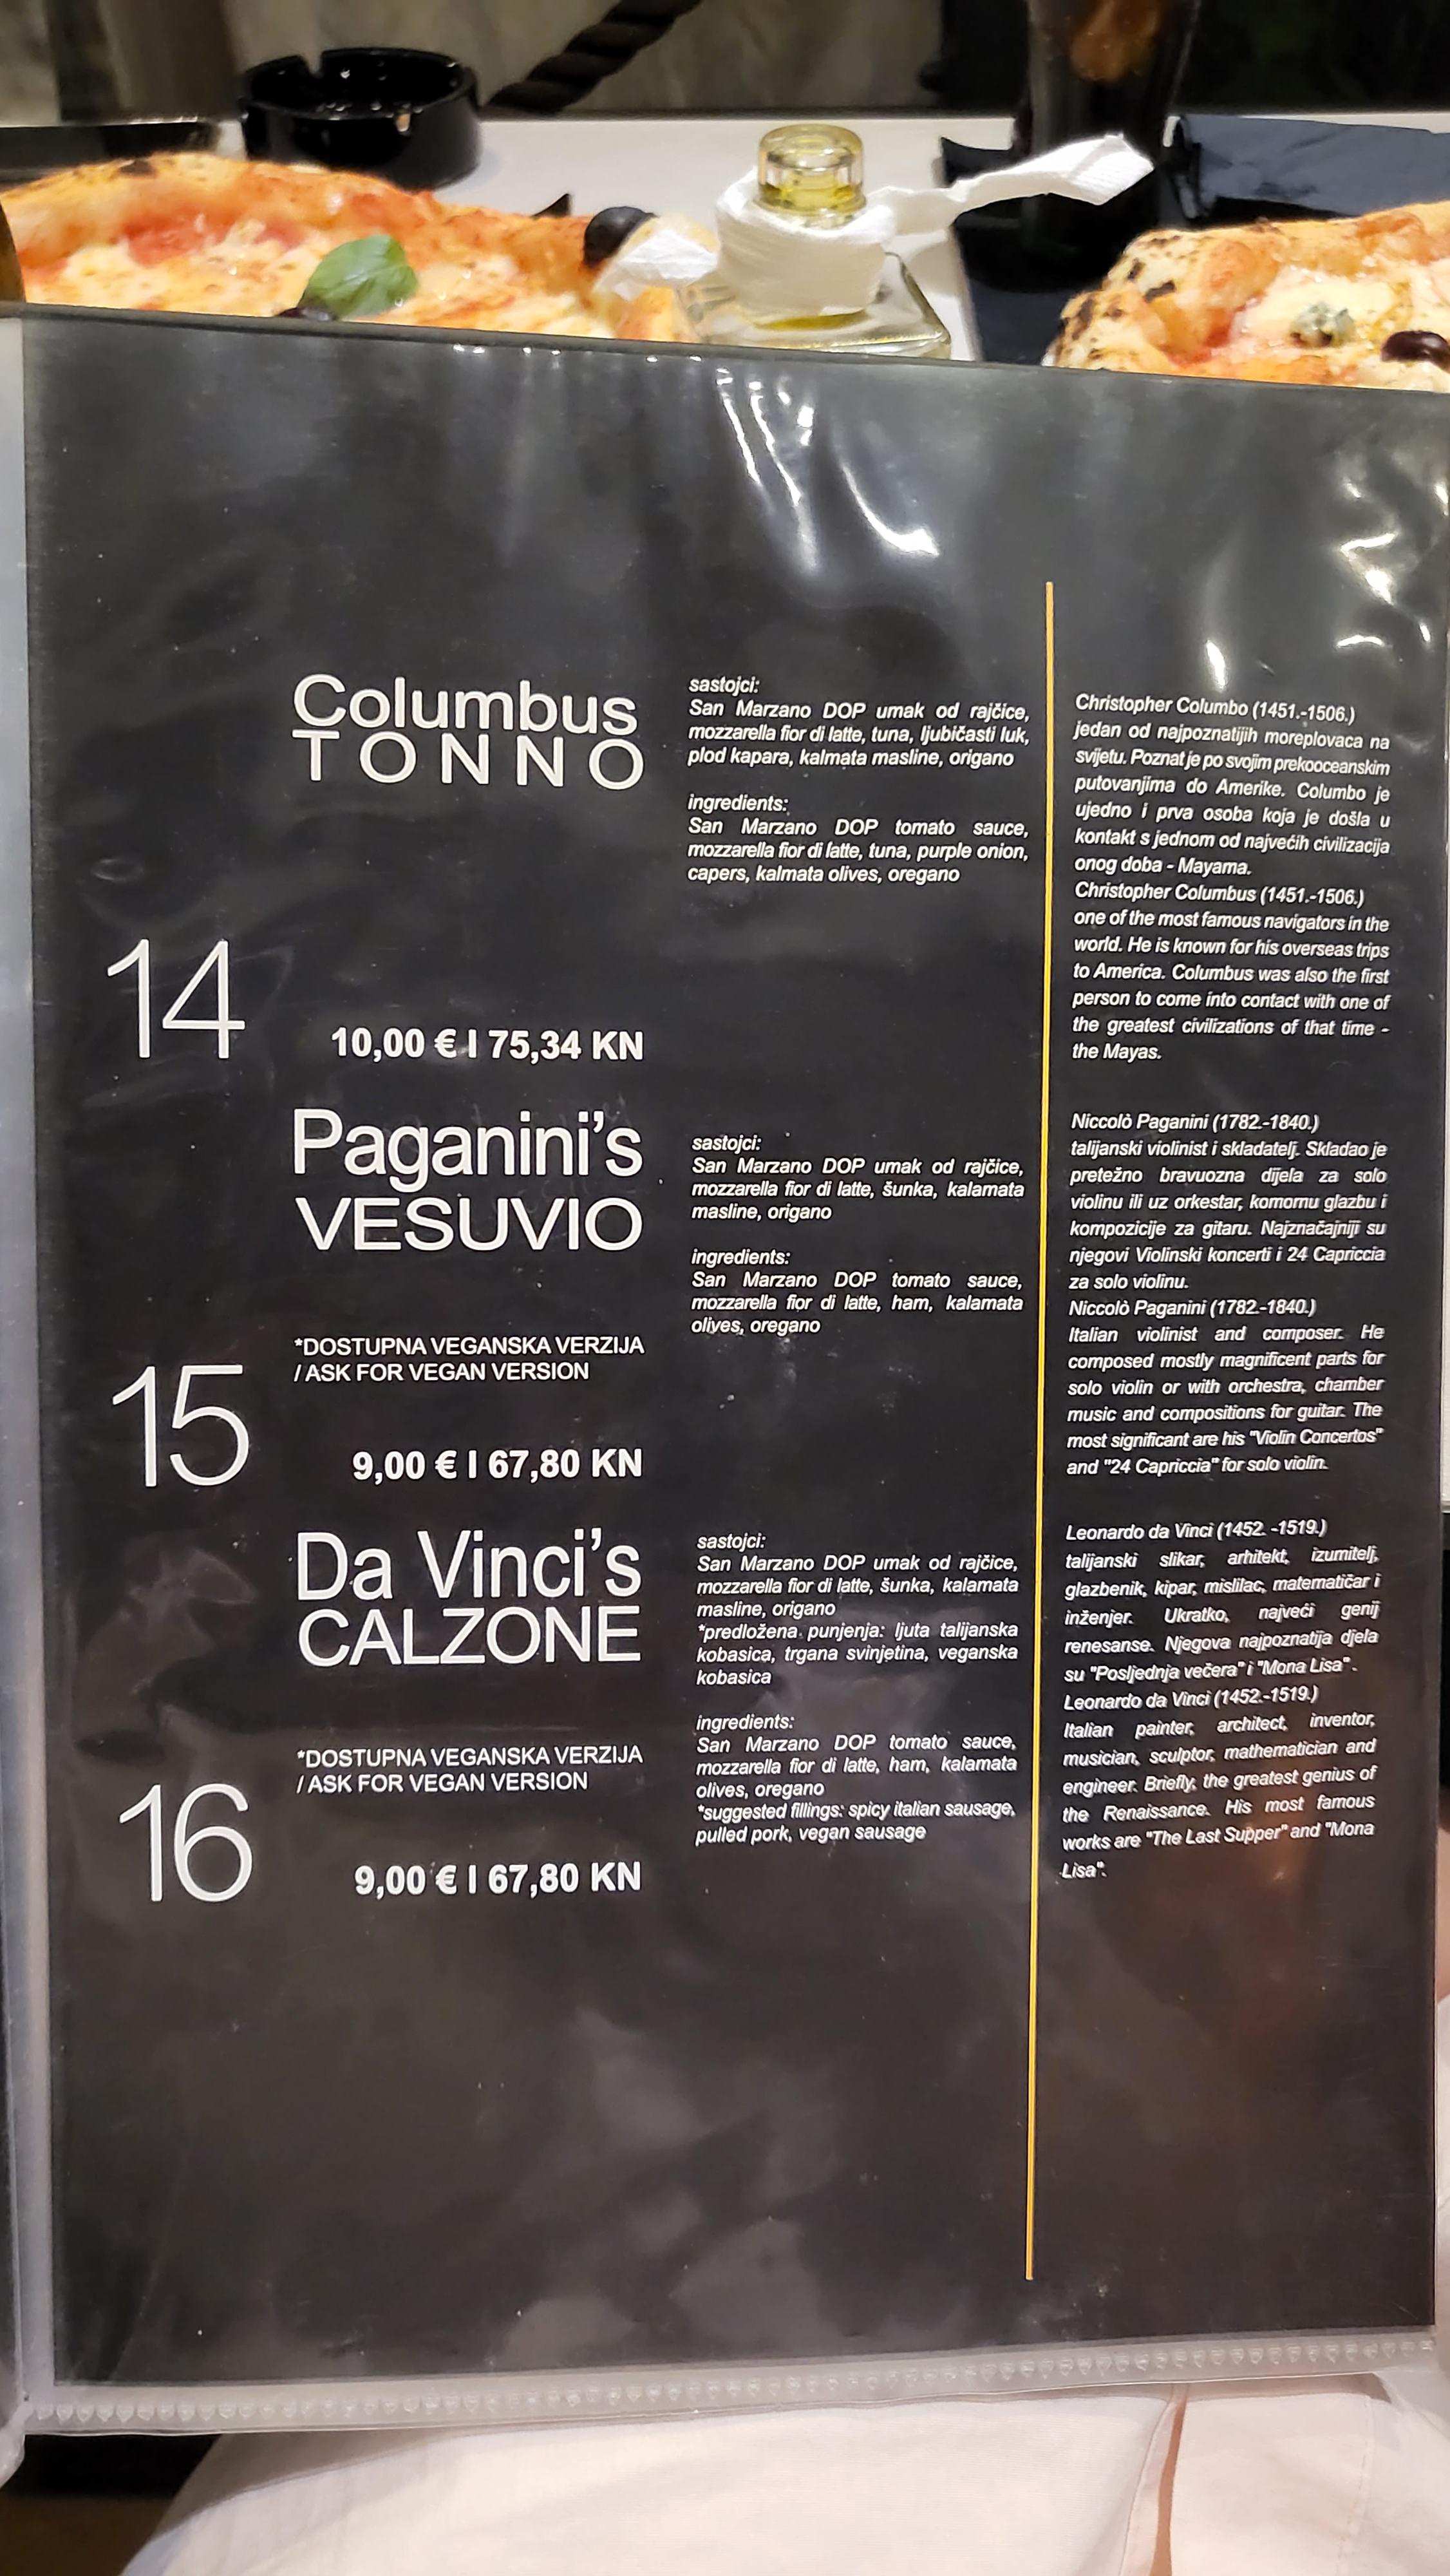 Columbus
TONNO
sastojci:
San Marzano DOP umak od rajčice,
mozzarella fior di latte, tuna, ljubičasti luk,
plod kapara, kalmata masline, origano
ingredients:
San Marzano DOP tomato sauce,
mozzarella fior di latte, tuna, purple onion,
capers, kalmata olives, oregano
14
10,00 € I 75,34 KN
Christopher Columbo (1451.-1506.)
jedan od najpoznatijih moreplovaca na
svijetu. Poznat je po svojim prekooceanskim
putovanjima do Amerike. Columbo je
ujedno i prva osoba koja je došla u
kontakt s jednom od najvećih civilizacija
onog doba - Mayama.
Christopher Columbus (1451.-1506.)
one of the most famous navigators in the
world. He is known for his overseas trips
to America. Columbus was also the first
person to come into contact with one of
the greatest civilizations of that time -
the Mayas.
Paganini's
VESUVIO
sastojci:
San Marzano DOP umak od rajčice,
mozzarella fior di latte, šunka, kalamata
masline, origano
ingredients:
San Marzano DOP tomato sauce,
mozzarella fior di latte, ham, kalamata
olives, oregano
*DOSTUPNA VEGANSKA VERZIJA
/ ASK FOR VEGAN VERSION
15
9,00 € I 67,80 KN
Niccolò Paganini (1782.-1840.)
talijanski violinist i skladatelj. Skladao je
pretežno bravuozna dijela za solo
violinu ili uz orkestar, komornu glazbu i
kompozicije za gitaru. Najznačajniji su
njegovi Violinski koncerti i 24 Capriccia
za solo violinu.
Niccolò Paganini (1782.-1840.)
Italian violinist and composer. He
composed mostly magnificent parts for
solo violin or with orchestra, chamber
music and compositions for guitar. The
most significant are his "Violin Concertos"
and "24 Capriccia" for solo violin.
Da Vinci's
CALZONE
sastojci:
San Marzano DOP umak od rajčice,
mozzarella fior di latte, šunka, kalamata
masline, origano
*predložena punjenja: ljuta talijanska
kobasica, trgana svinjetina, veganska
kobasica
ingredients:
San Marzano DOP tomato sauce,
mozzarella fior di latte, ham, kalamata
olives, oregano
*suggested fillings: spicy italian sausage,
pulled pork, vegan sausage
*DOSTUPNA VEGANSKA VERZIJA
/ ASK FOR VEGAN VERSION
16
9,00 € I 67,80 KN
Leonardo da Vinci (1452. -1519.)
talijanski slikar, arhitekt, izumitelj,
glazbenik, kipar, mislilac, matematičar i
inženjer. Ukratko, najveći genij
renesanse. Njegova najpoznatija djela
su "Posljednja večera" i "Mona Lisa" .
Leonardo da Vinci (1452.-1519.)
Italian painter, architect, inventor,
musician, sculptor, mathematician and
engineer. Briefly, the greatest genius of
the Renaissance. His most famous
works are "The Last Supper" and "Mona
Lisa".